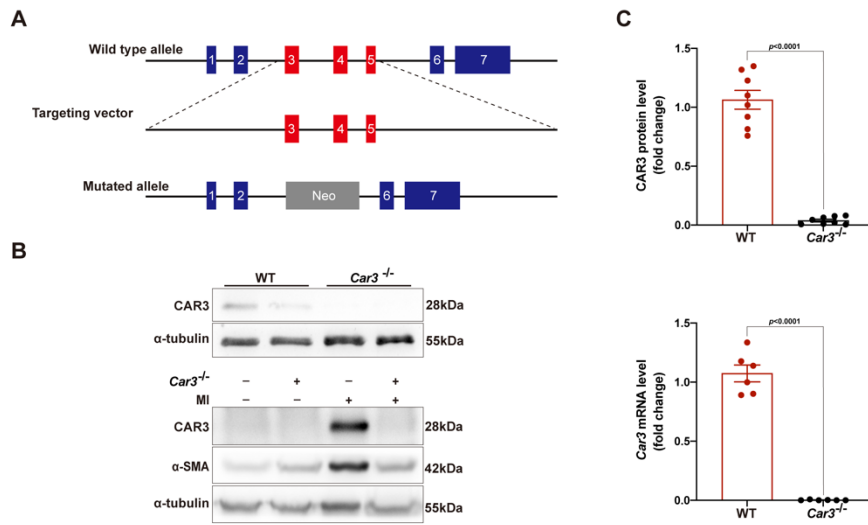 A
Wild type allele
1 2 3 4 5 6 7
Targeting vector
3 4 5
Mutated allele
1 2 Neo 6 7
B
WT Car3 -/-
CAR3 28kDa
α-tubulin 55kDa
Car3-/- – + – +
MI – – + +
CAR3 28kDa
α-SMA 42kDa
α-tubulin 55kDa
C
CAR3 protein level
(fold change)
1.5
1.0
0.5
0.0
p<0.0001
WT Car3-/-
Car3 mRNA level
(fold change)
1.5
1.0
0.5
0.0
p<0.0001
WT Car3-/-